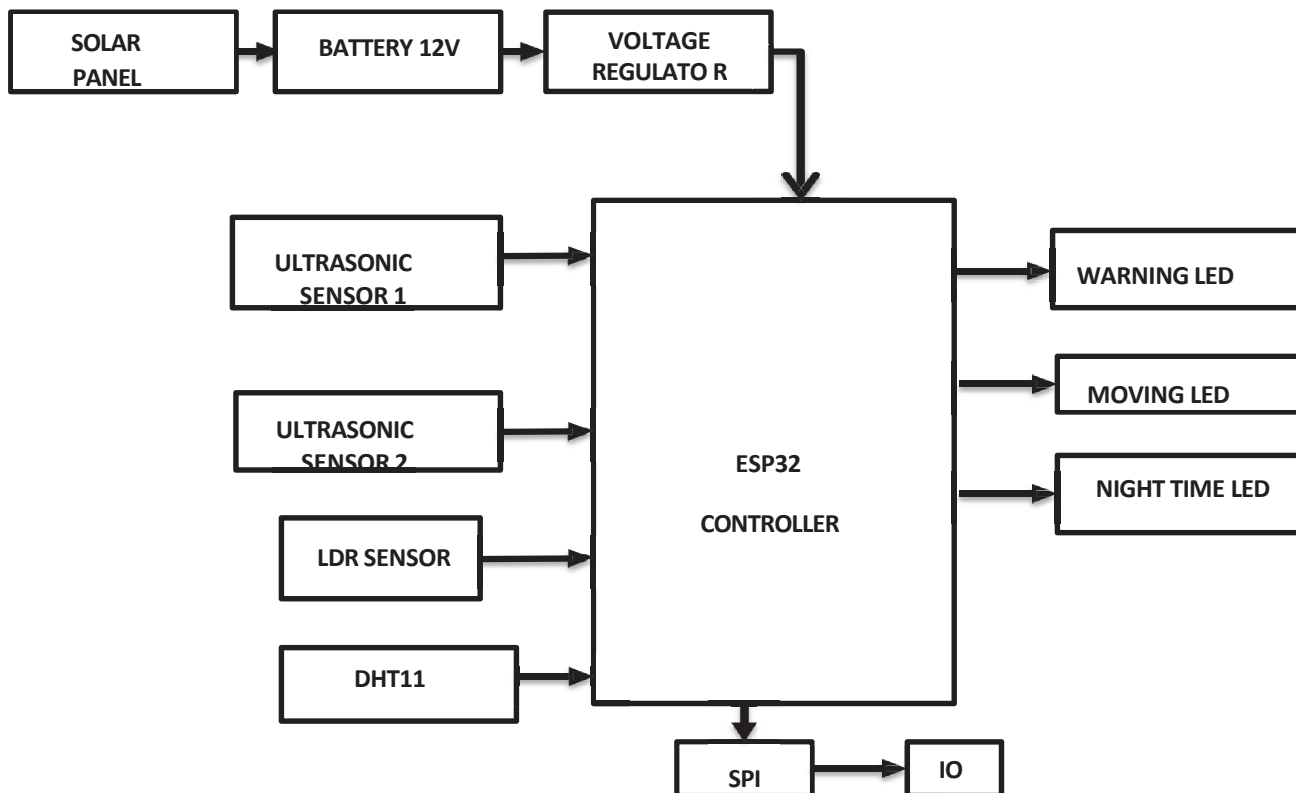 SOLAR
PANEL
BATTERY 12V
VOLTAGE
REGULATO R
ULTRASONIC
SENSOR 1
WARNING LED
MOVING LED
ULTRASONIC
SENSOR 2
ESP32
CONTROLLER
NIGHT TIME LED
LDR SENSOR
DHT11
SPI
IO